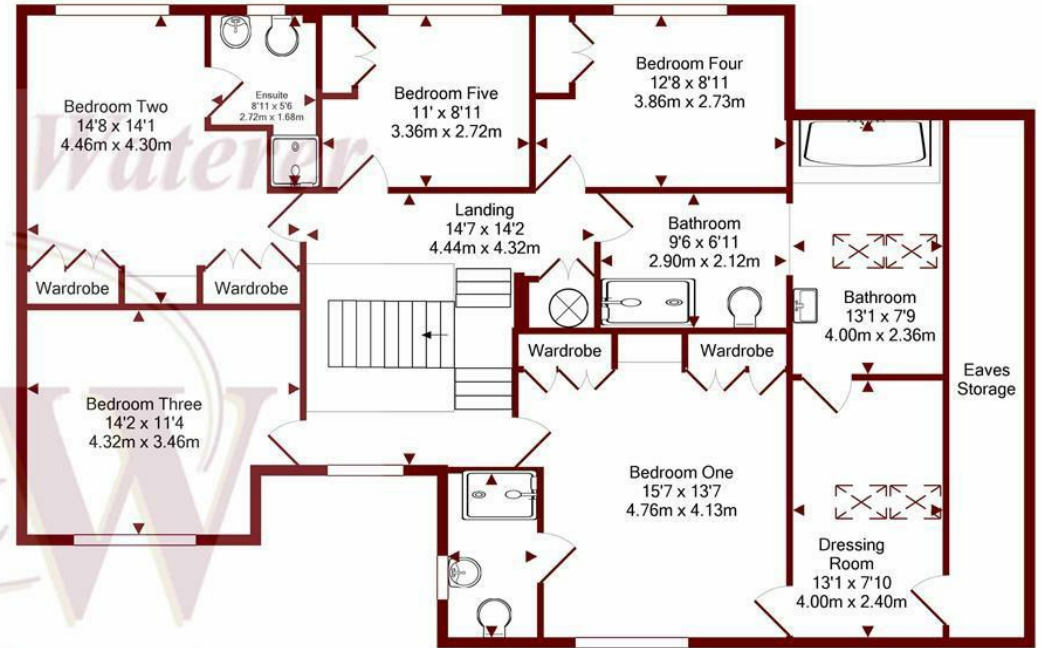 Bedroom Two
14'8 x 14'1
4.46m x 4.30m
Ensuite
8'11 x 5'6
2.72m x 1.68m
Bedroom Five
11' x 8'11
3.36m x 2.72m
Bedroom Four
12'8 x 8'11
3.86m x 2.73m
Waterer
Landing
14'7 x 14'2
4.44m x 4.32m
Bathroom
9'6 x 6'11
2.90m x 2.12m
Wardrobe
Wardrobe
Bathroom
13'1 x 7'9
4.00m x 2.36m
Wardrobe
Wardrobe
Eaves
Storage
Bedroom Three
14'2 x 11'4
4.32m x 3.46m
W
Bedroom One
15'7 x 13'7
4.76m x 4.13m
Dressing
Room
13'1 x 7'10
4.00m x 2.40m